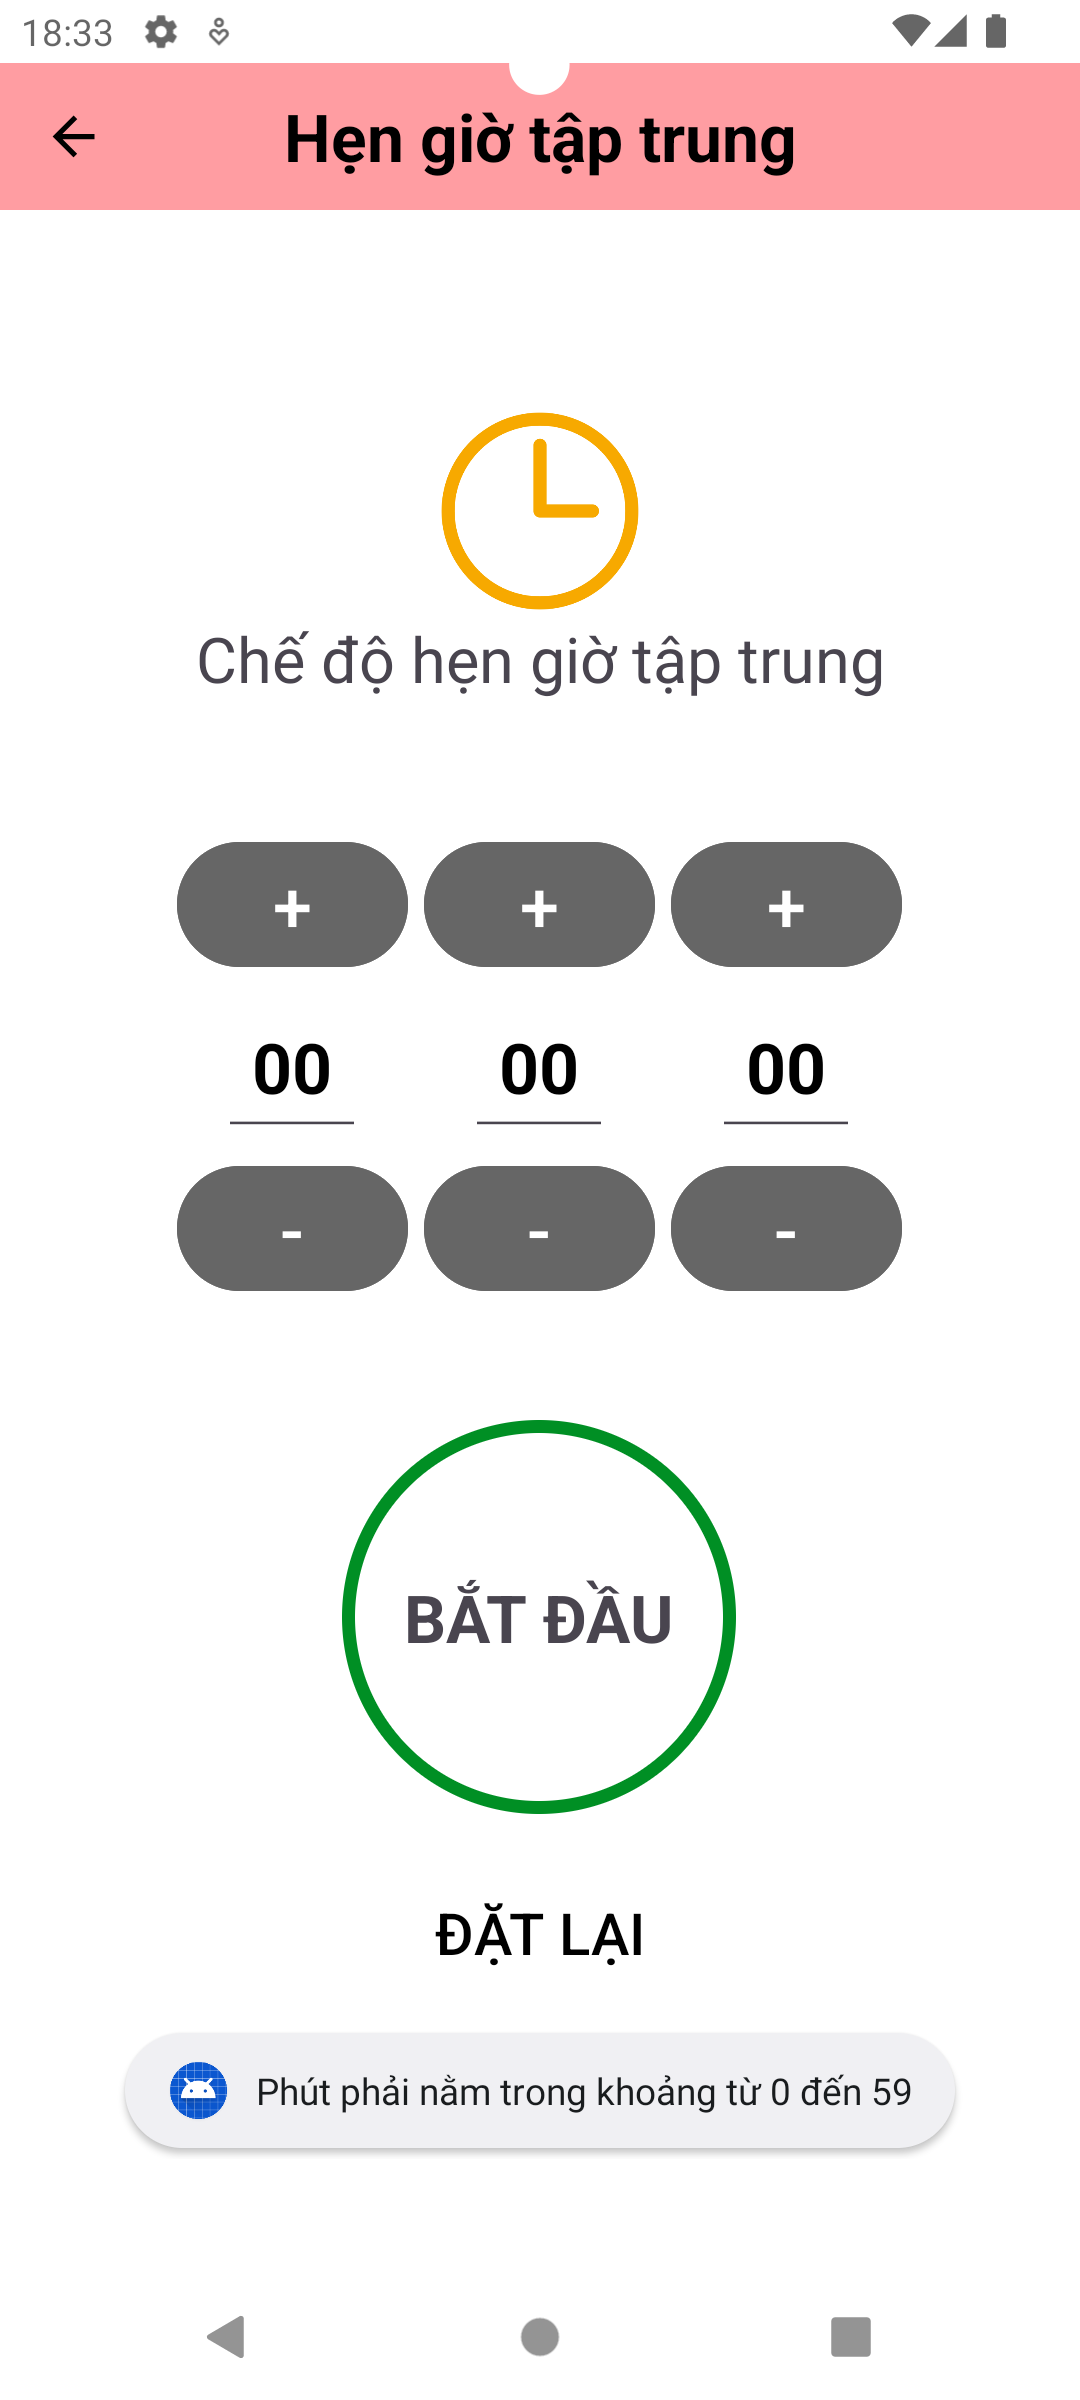 18:33
Hẹn giờ tập trung
Chế độ hẹn giờ tập trung
+ + +
00 00 00
- - -
BẮT ĐẦU
ĐẶT LẠI
Phút phải nằm trong khoảng từ 0 đến 59